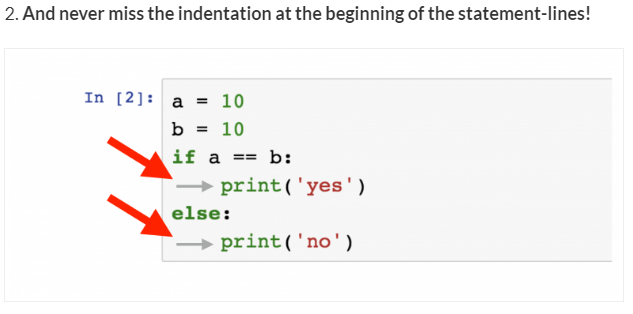 2. And never miss the indentation at the beginning of the statement-lines!
In [2]: a = 10
b = 10
if a == b:
print('yes')
else:
print('no')